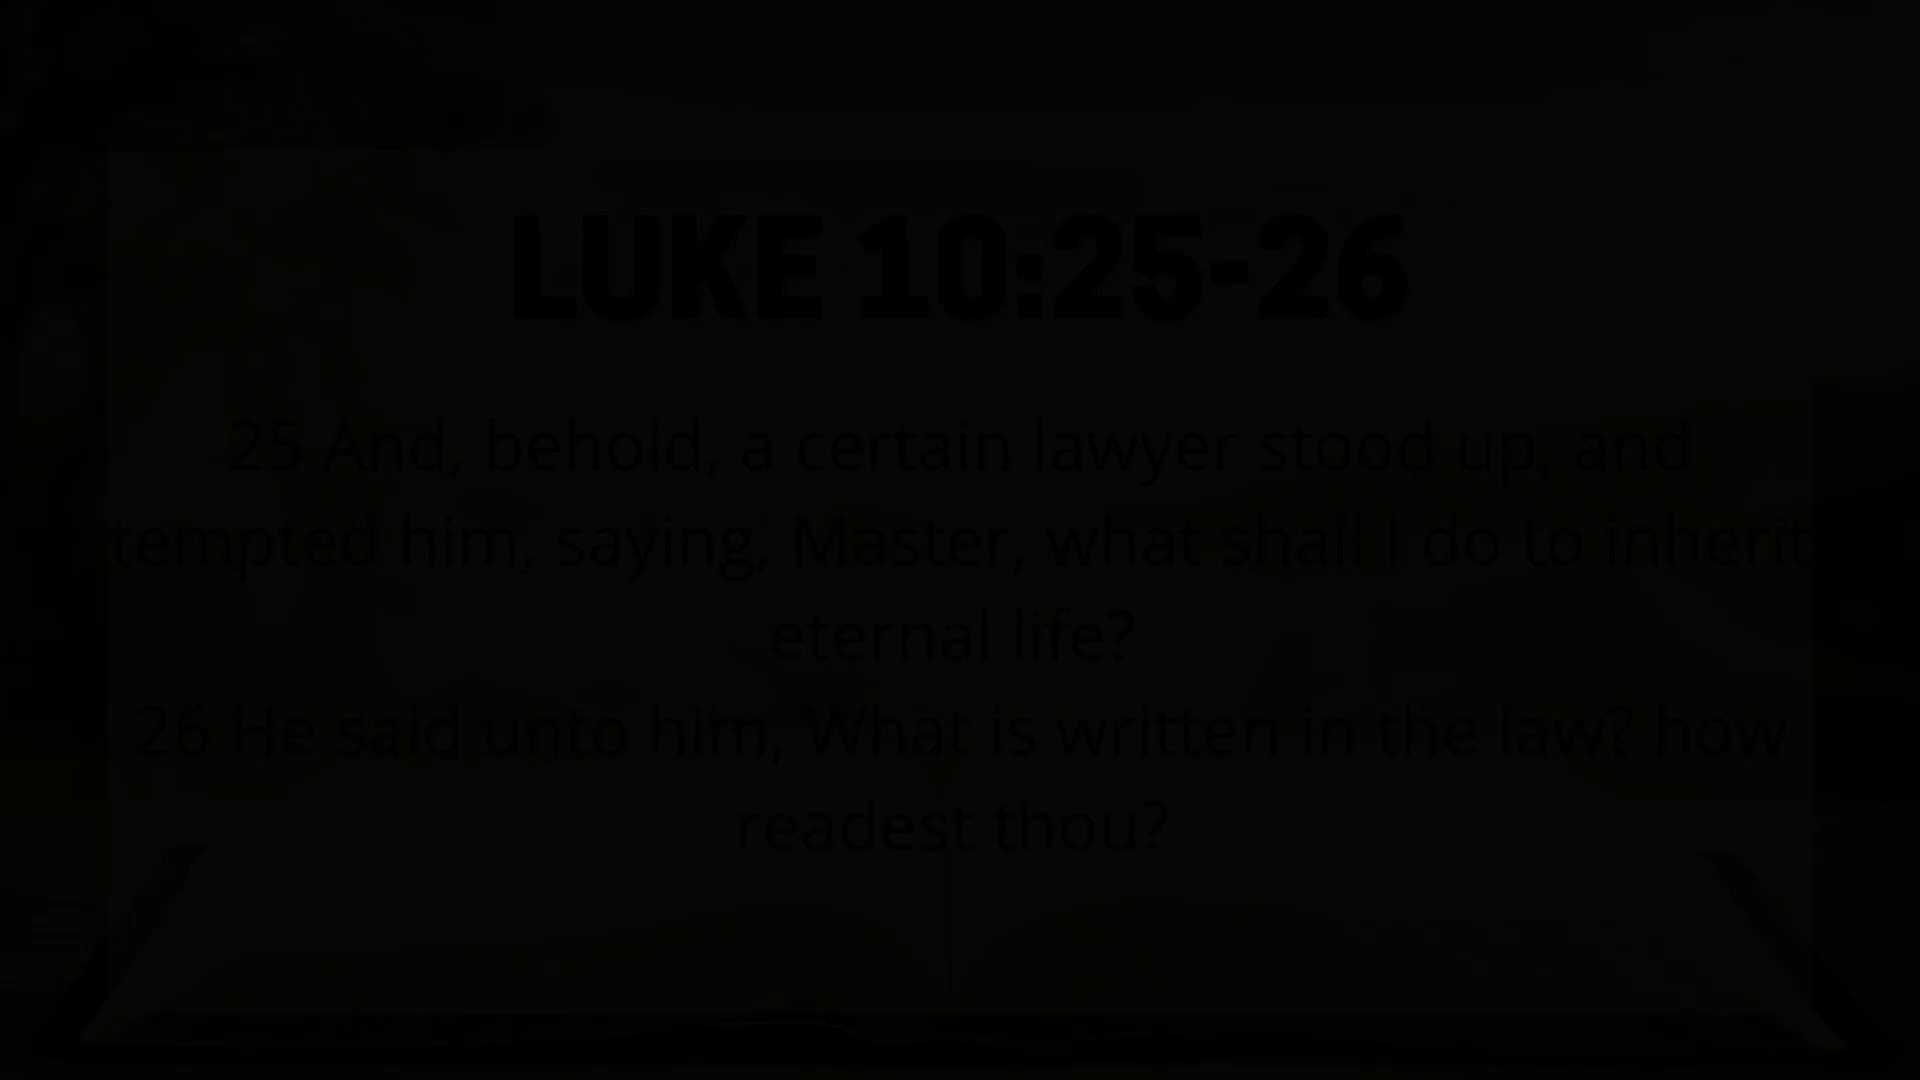 LUKE 10:25-26
25 And, behold, a certain lawyer stood up, and
tempted him, saying, Master, what shall I do to inherit
eternal life?
26 He said unto him, What is written in the law? how
readest thou?